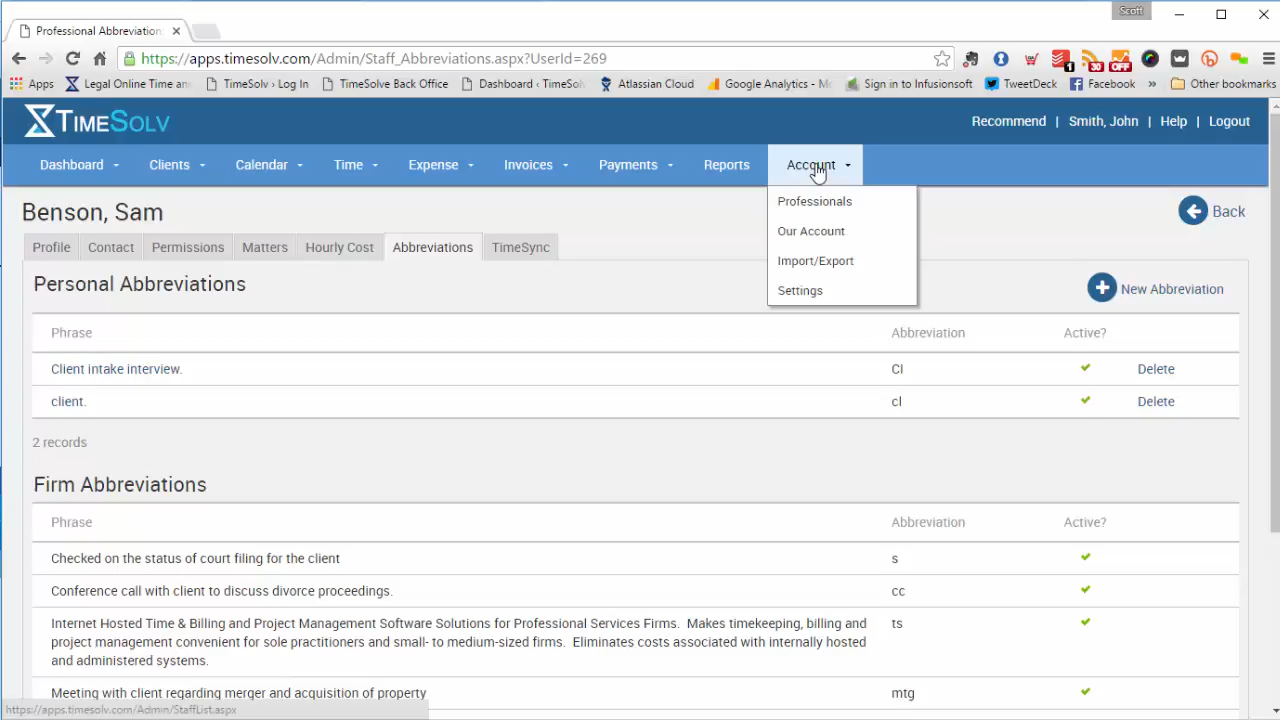 Scott
Professional Abbreviation
https://apps.timesolv.com/Admin/Staff_Abbreviations.aspx?UserId=269
1
30
OFF
Apps
Legal Online Time an
TimeSolv › Log In
TimeSolve Back Office
Dashboard ‹ TimeSol
Atlassian Cloud
Google Analytics - M
Sign in to Infusionsoft
TweetDeck
Facebook
»
Other bookmarks
TIMESOLV
Recommend | Smith, John | Help | Logout
Dashboard
Clients
Calendar
Time
Expense
Invoices
Payments
Reports
Account
Professionals
Our Account
Import/Export
Settings
Benson, Sam
Back
Profile
Contact
Permissions
Matters
Hourly Cost
Abbreviations
TimeSync
Personal Abbreviations
New Abbreviation
Phrase Abbreviation Active?
Client intake interview. CI Delete
client. cl Delete
2 records
Firm Abbreviations
Phrase Abbreviation Active?
Checked on the status of court filing for the client s
Conference call with client to discuss divorce proceedings. cc
Internet Hosted Time & Billing and Project Management Software Solutions for Professional Services Firms. Makes timekeeping, billing and ts
project management convenient for sole practitioners and small- to medium-sized firms. Eliminates costs associated with internally hosted
and administered systems.
Meeting with client regarding merger and acquisition of property mtg
https://apps.timesolv.com/Admin/StaffList.aspx